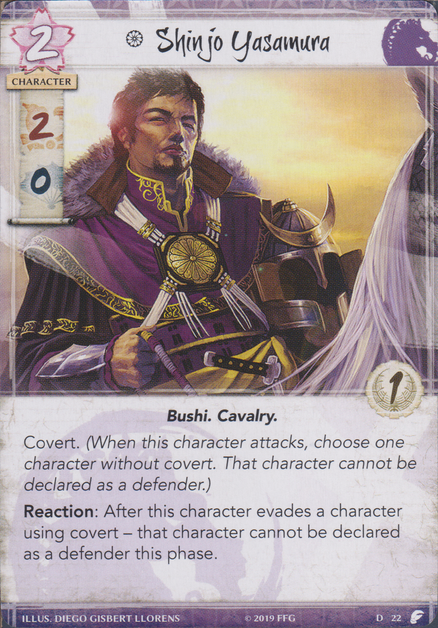 2
Shinjo Yasamura
CHARACTER
2
0
1
Bushi. Cavalry.
Covert. (When this character attacks, choose one
character without covert. That character cannot be
declared as a defender.)
Reaction: After this character evades a character
using covert – that character cannot be declared
as a defender this phase.
ILLUS. DIEGO GISBERT LLORENS © 2019 FFG D 22